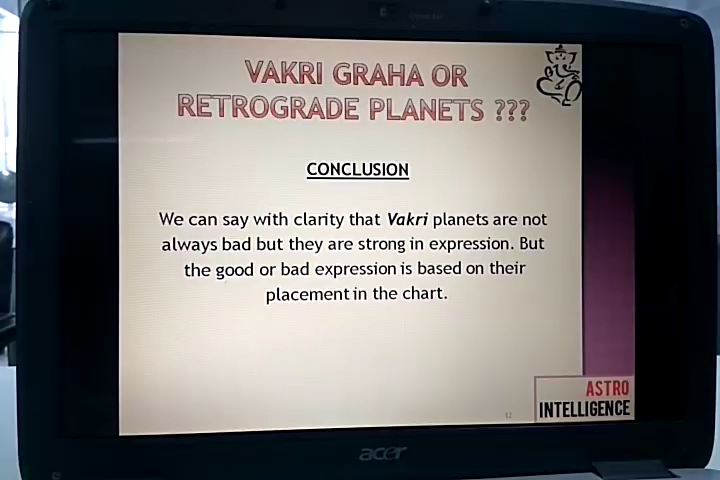 VAKRI GRAHA OR
RETROGRADE PLANETS ???
CONCLUSION
We can say with clarity that Vakri planets are not
always bad but they are strong in expression. But
the good or bad expression is based on their
placement in the chart.
12
ASTRO
INTELLIGENCE
acer